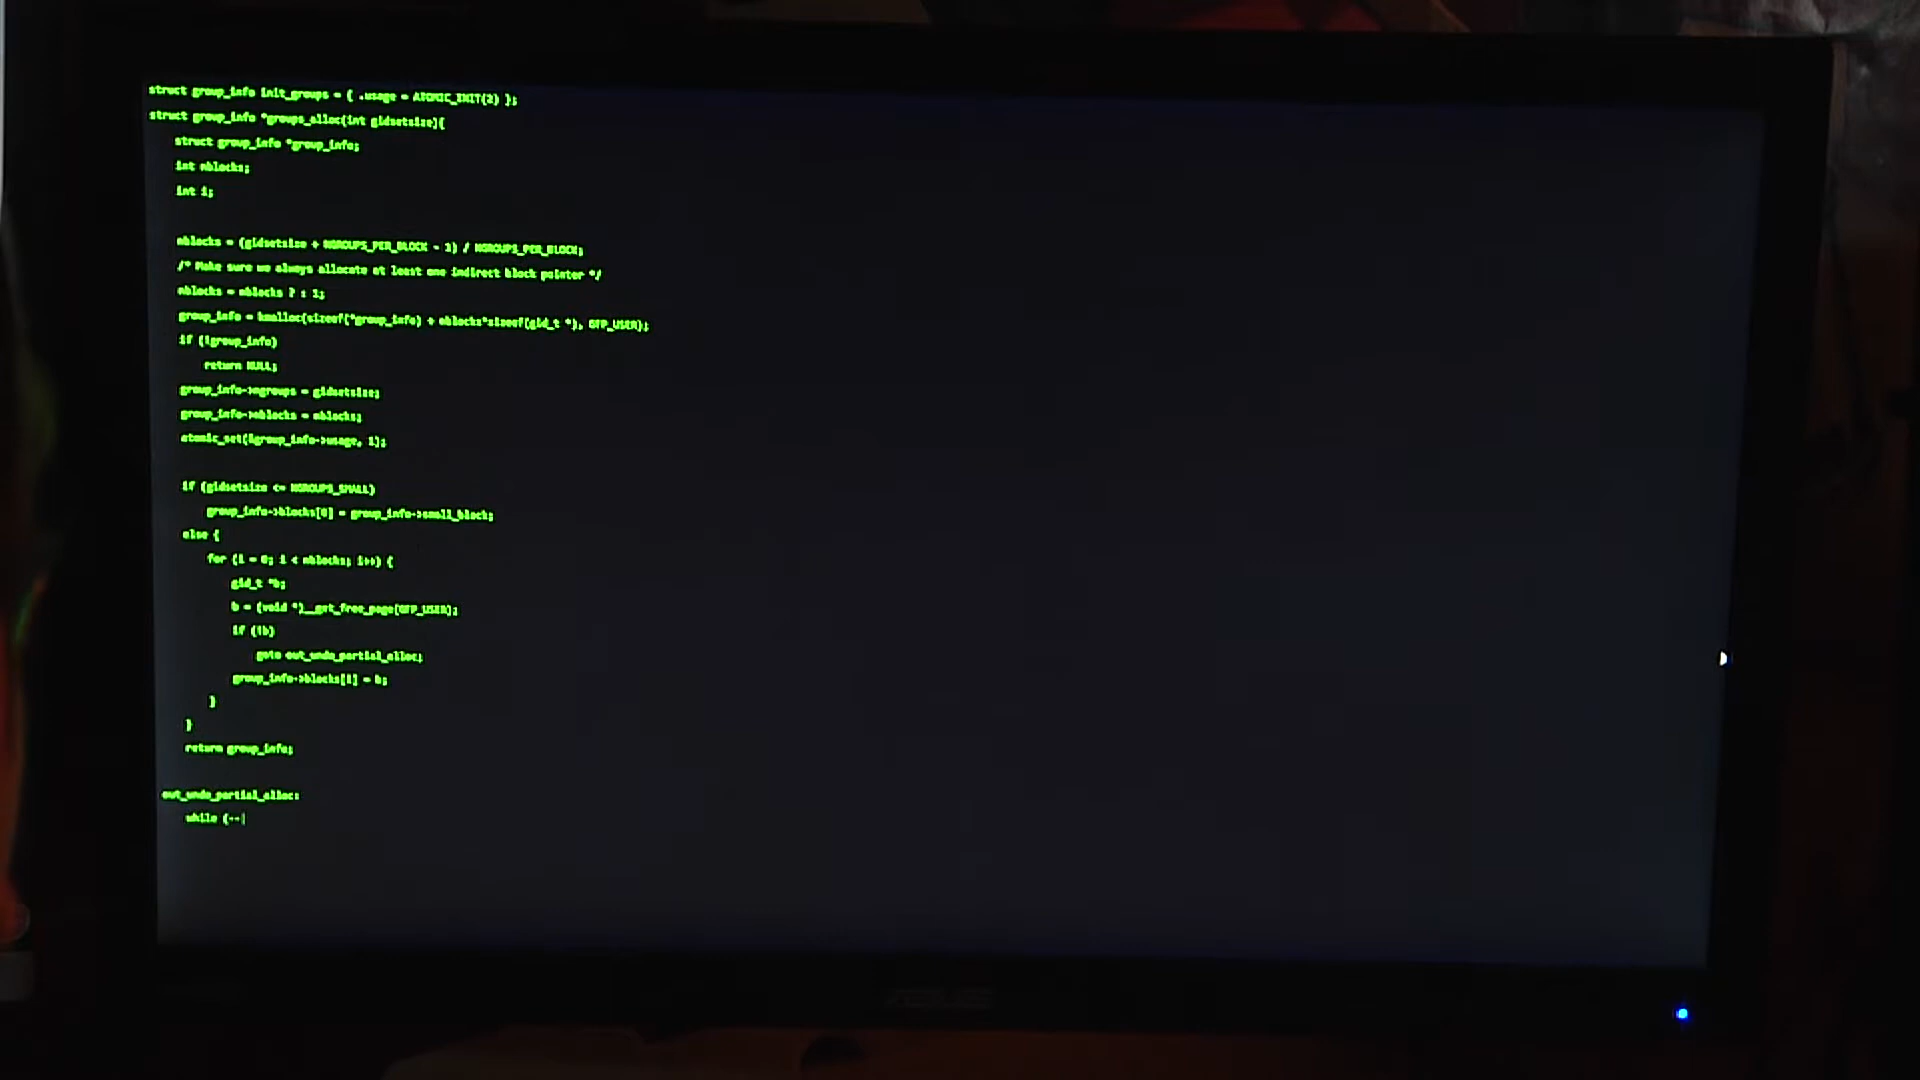 struct group_info init_groups = { .usage = ATOMIC_INIT(2) };
struct group_info *groups_alloc(int gidsetsize){
struct group_info *group_info;
int nblocks;
int i;
nblocks = (gidsetsize + NGROUPS_PER_BLOCK - 1) / NGROUPS_PER_BLOCK;
/* Make sure we always allocate at least one indirect block pointer */
nblocks = nblocks ? : 1;
group_info = kmalloc(sizeof(*group_info) + nblocks*sizeof(gid_t *), GFP_USER);
if (!group_info)
return NULL;
group_info->ngroups = gidsetsize;
group_info->nblocks = nblocks;
atomic_set(&group_info->usage, 1);
if (gidsetsize <= NGROUPS_SMALL)
group_info->blocks[0] = group_info->small_block;
else {
for (i = 0; i < nblocks; i++) {
gid_t *b;
b = (void *)__get_free_page(GFP_USER);
if (!b)
goto out_undo_partial_alloc;
group_info->blocks[i] = b;
}
}
return group_info;
out_undo_partial_alloc:
while (--|
ASUS